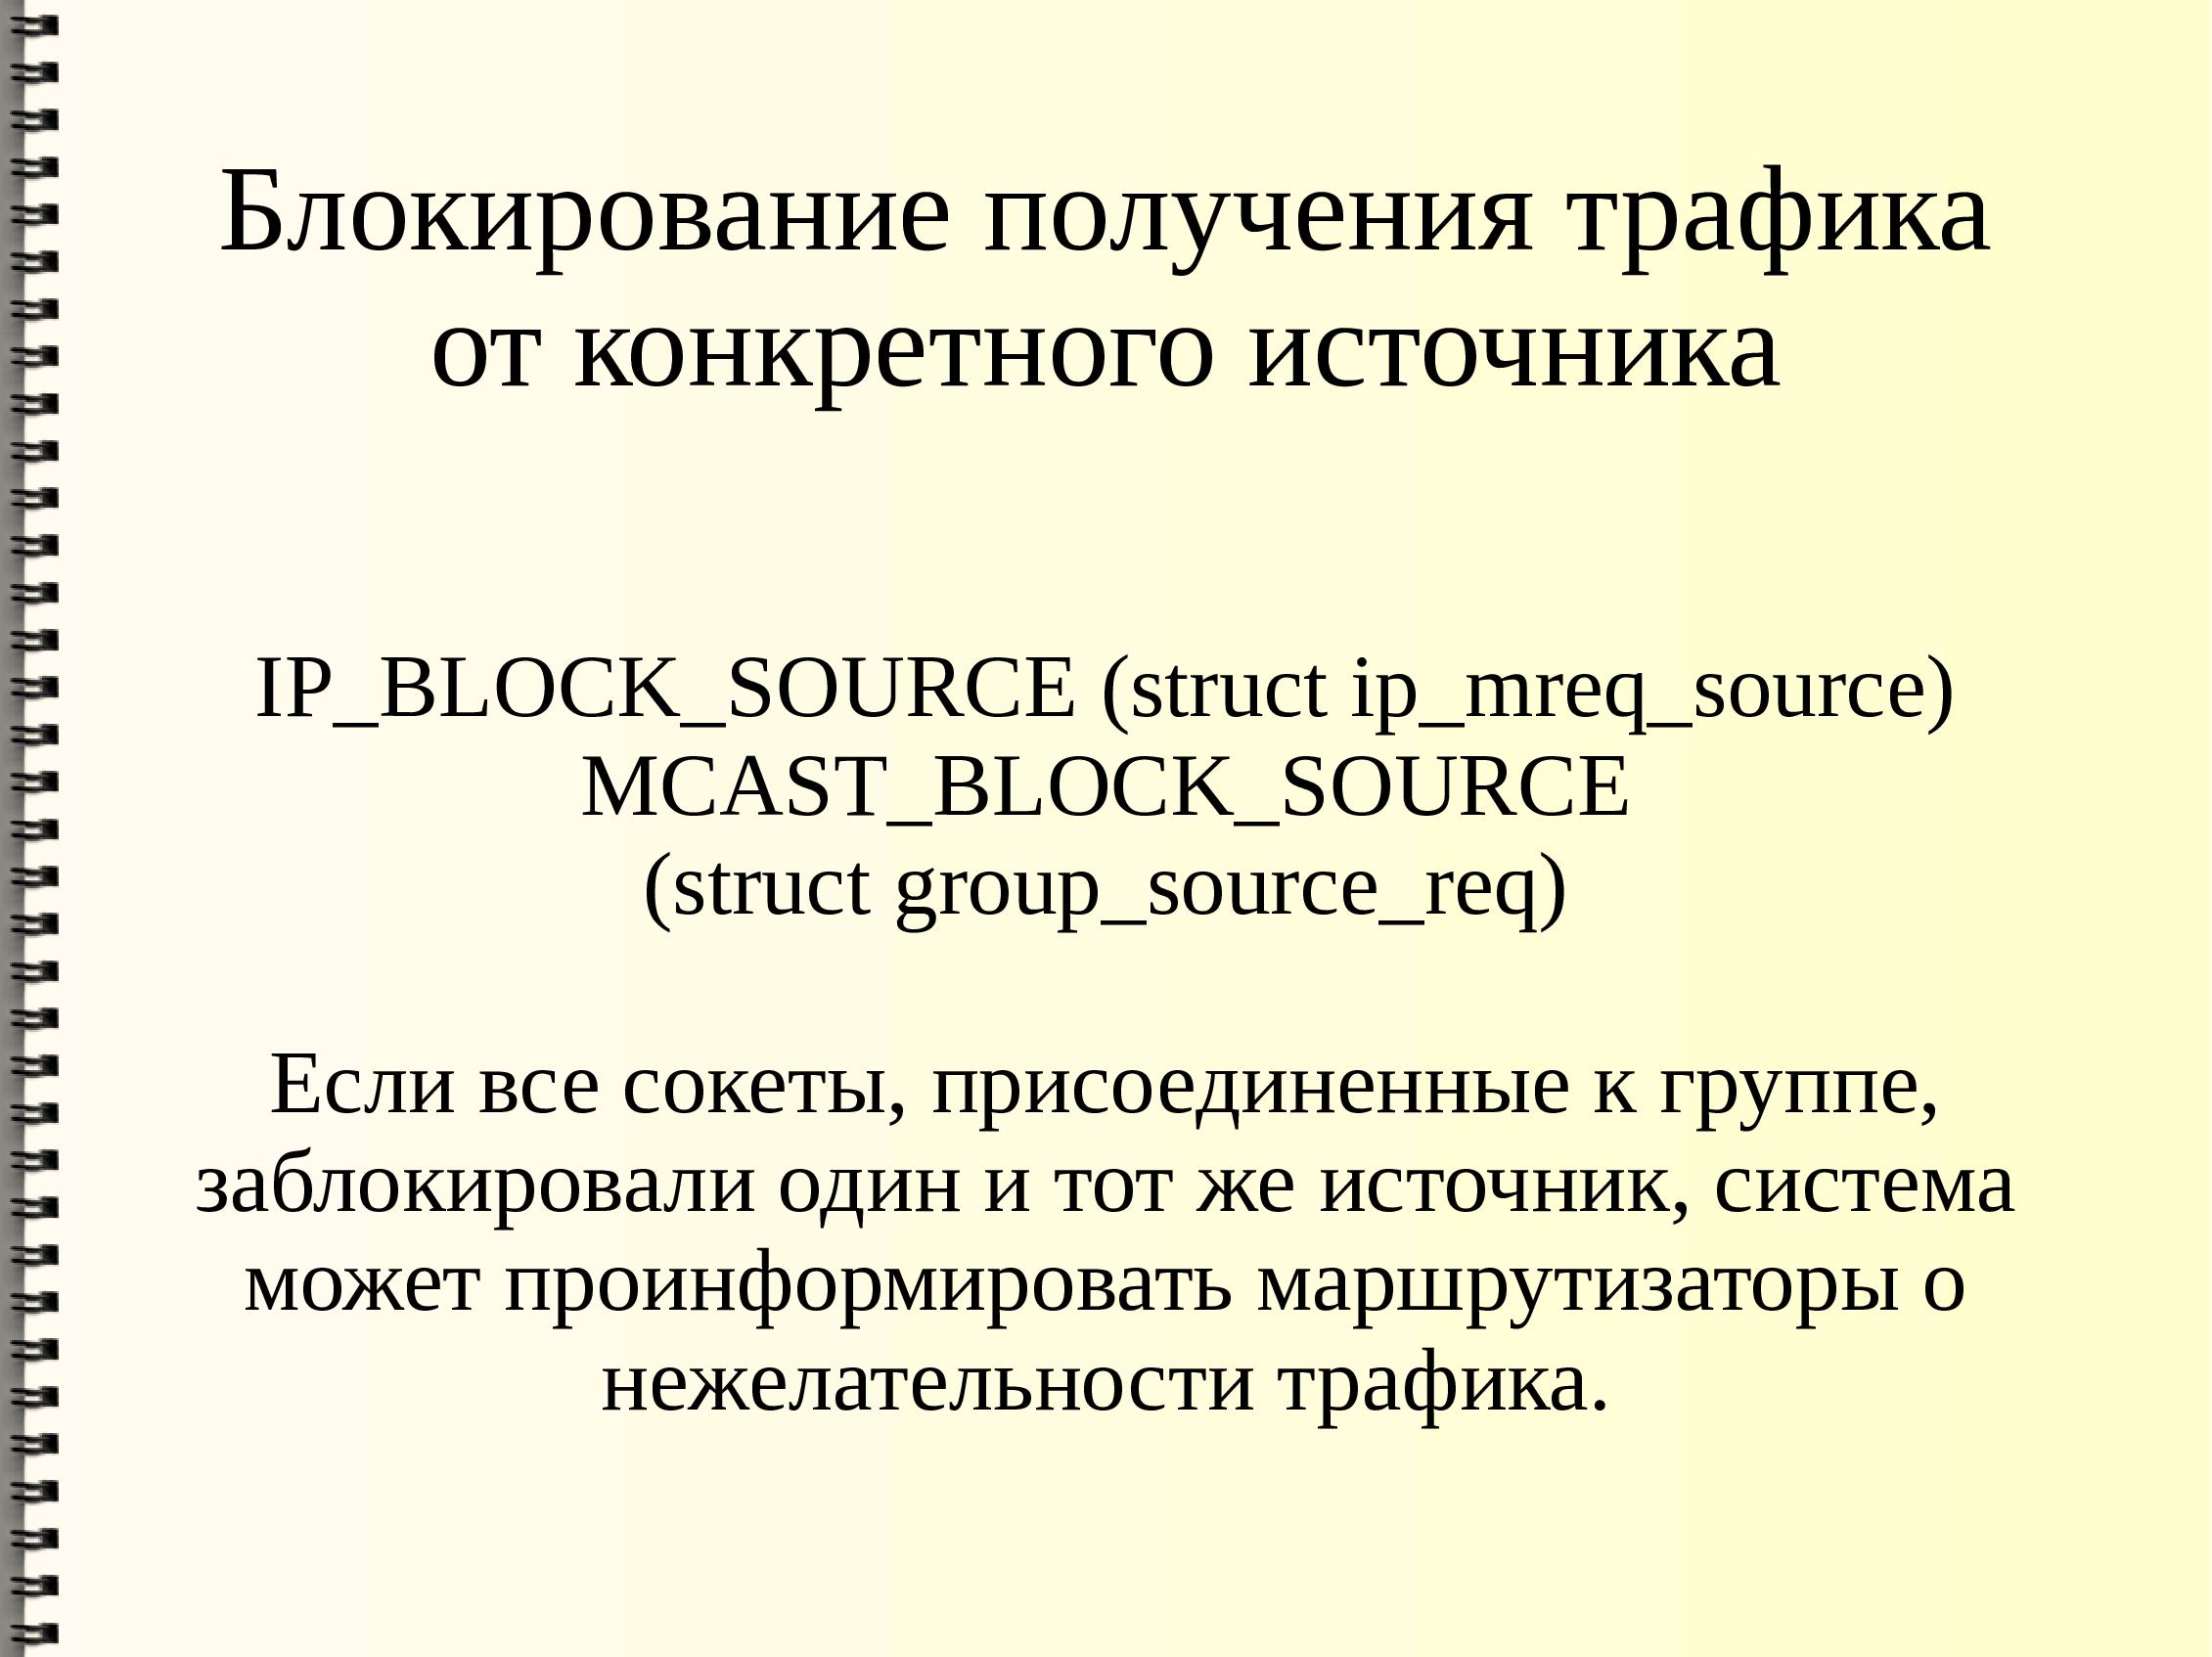 Блокирование получения трафика
от конкретного источника
IP_BLOCK_SOURCE (struct ip_mreq_source)
MCAST_BLOCK_SOURCE
(struct group_source_req)
Если все сокеты, присоединенные к группе,
заблокировали один и тот же источник, система
может проинформировать маршрутизаторы о
нежелательности трафика.